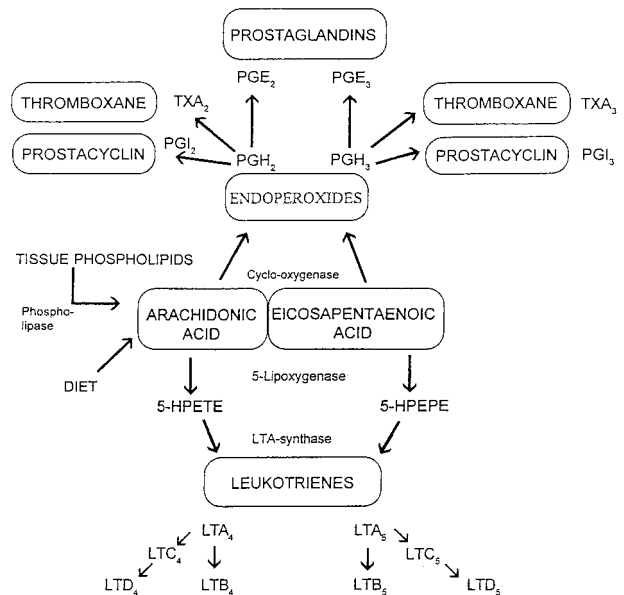 PROSTAGLANDINS
PGE2 PGE3
THROMBOXANE TXA2 THROMBOXANE TXA3
PROSTACYCLIN PGI2 PGH2 PGH3 PROSTACYCLIN PGI3
ENDOPEROXIDES
TISSUE PHOSPHOLIPIDS
Cyclo-oxygenase
Phospho-
lipase
ARACHIDONIC
ACID
EICOSAPENTAENOIC
ACID
DIET
5-Lipoxygenase
5-HPETE 5-HPEPE
LTA-synthase
LEUKOTRIENES
LTA4 LTA5
LTC4 LTC5
LTD4 LTB4 LTB5 LTD5